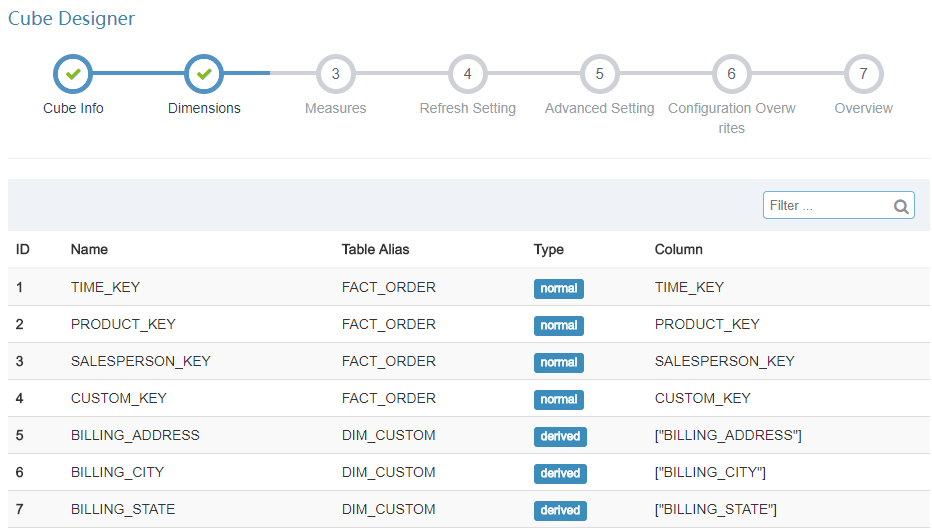 Cube Designer
3 4 5 6 7
Cube Info Dimensions Measures Refresh Setting Advanced Setting Configuration Overw Overview
rites
Filter ...
ID Name Table Alias Type Column
1 TIME_KEY FACT_ORDER normal TIME_KEY
2 PRODUCT_KEY FACT_ORDER normal PRODUCT_KEY
3 SALESPERSON_KEY FACT_ORDER normal SALESPERSON_KEY
4 CUSTOM_KEY FACT_ORDER normal CUSTOM_KEY
5 BILLING_ADDRESS DIM_CUSTOM derived ["BILLING_ADDRESS"]
6 BILLING_CITY DIM_CUSTOM derived ["BILLING_CITY"]
7 BILLING_STATE DIM_CUSTOM derived ["BILLING_STATE"]